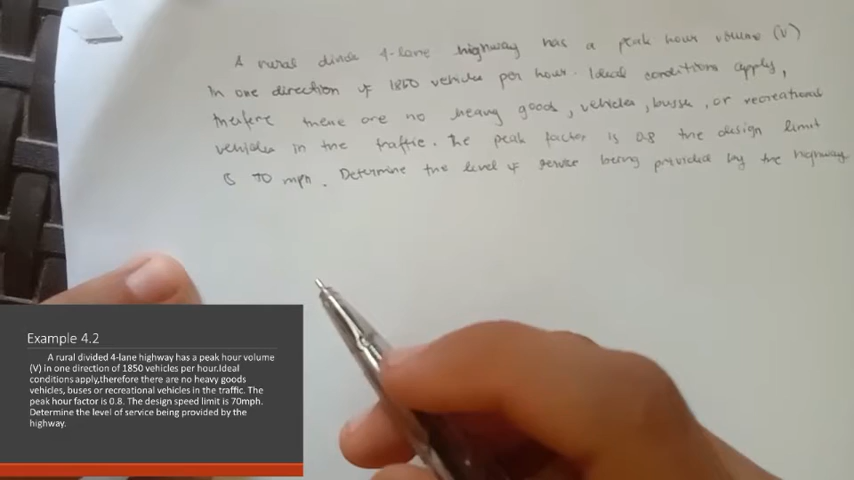 A rural divide 4-lane highway has a peak hour volume (V)
in one direction of 1850 vehicles per hour. Ideal conditions apply,
therefore there are no heavy goods, vehicles, busse, or recreational
vehicles in the traffic. The peak factor is 0.8 the design limit
is 70 mph. Determine the level of service being provided by the highway.
Example 4.2
A rural divided 4-lane highway has a peak hour volume
(V) in one direction of 1850 vehicles per hour.Ideal
conditions apply,therefore there are no heavy goods
vehicles, buses or recreational vehicles in the traffic. The
peak hour factor is 0.8. The design speed limit is 70mph.
Determine the level of service being provided by the
highway.